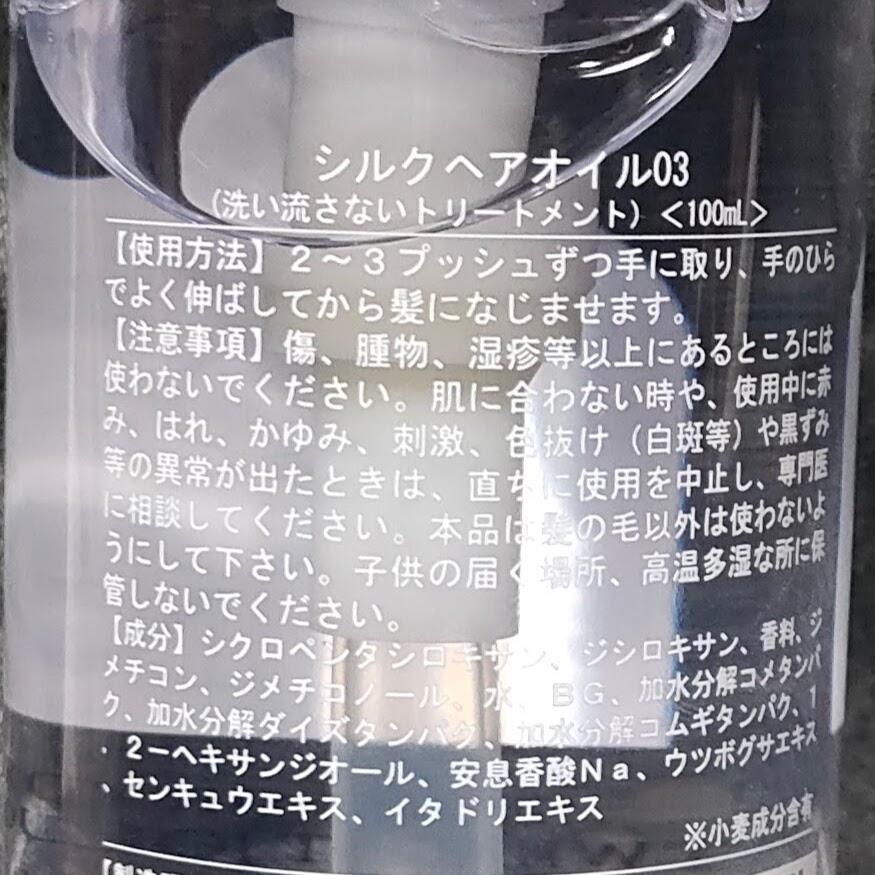 シルクヘアオイル03
（洗い流さないトリートメント）＜100mL＞
【使用方法】２～３プッシュずつ手に取り、手のひら
でよく伸ばしてから髪になじませます。
【注意事項】傷、腫物、湿疹等以上にあるところには
使わないでください。肌に合わない時や、使用中に赤
み、はれ、かゆみ、刺激、色抜け（白斑等）や黒ずみ
等の異常が出たときは、直ちに使用を中止し、専門医
に相談してください。本品は髪の毛以外は使わないよ
うにして下さい。子供の届く場所、高温多湿な所に保
管しないでください。
【成分】シクロペンタシロキサン、ジシロキサン、香料、ジ
メチコン、ジメチコノール、水、ＢＧ、加水分解コメタンパ
ク、加水分解ダイズタンパク、加水分解コムギタンパク、１
．２－ヘキサンジオール、安息香酸Ｎａ、ウツボグサエキス
、センキュウエキス、イタドリエキス
※小麦成分含有